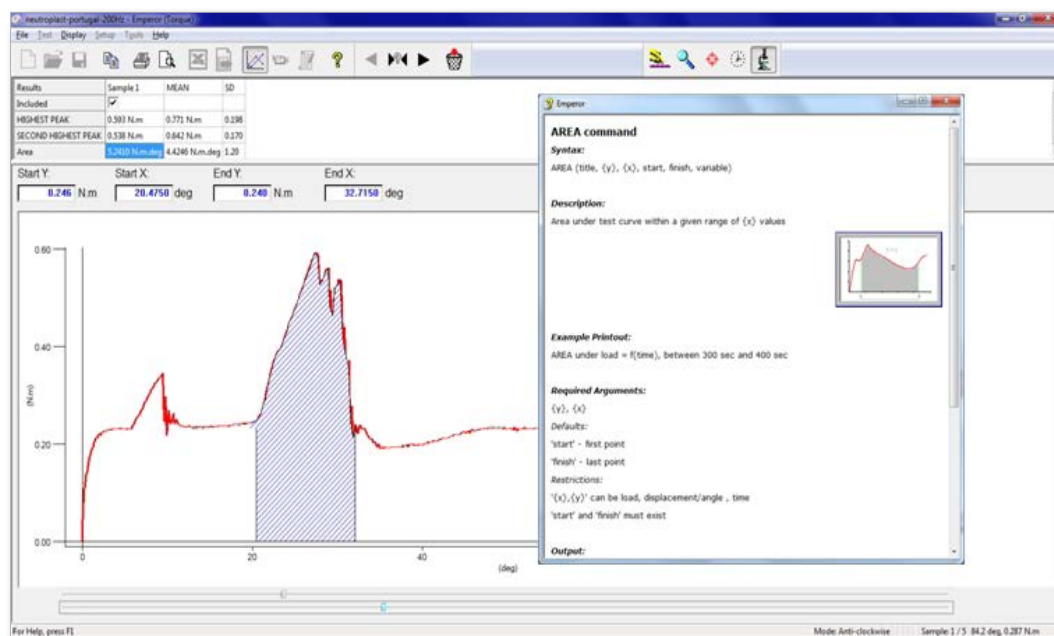 neutroplast-portugal-200Hz - Emperor (Torque)
File Test Display Setup Tools Help
Results Sample 1 MEAN SD
Included
HIGHEST PEAK 0.593 N.m 0.771 N.m 0.198
SECOND HIGHEST PEAK 0.538 N.m 0.642 N.m 0.170
Area 5.2410 N.m.deg 4.4246 N.m.deg 1.20
Start Y: Start X: End Y: End X:
0.246 N.m 20.4750 deg 0.240 N.m 32.7150 deg
0.60
0.40
(N.m)
0.20
0.00
0 20 40
(deg)
Emperor
AREA command
Syntax:
AREA (title, {y}, {x}, start, finish, variable)
Description:
Area under test curve within a given range of {x} values
Example Printout:
AREA under load = f(time), between 300 sec and 400 sec
Required Arguments:
{y}, {x}
Defaults:
'start' - first point
'finish' - last point
Restrictions:
'{x},{y}' can be load, displacement/angle , time
'start' and 'finish' must exist
Output:
For Help, press F1 Mode: Anti-clockwise Sample 1 / 5 84.2 deg, 0.287 N.m